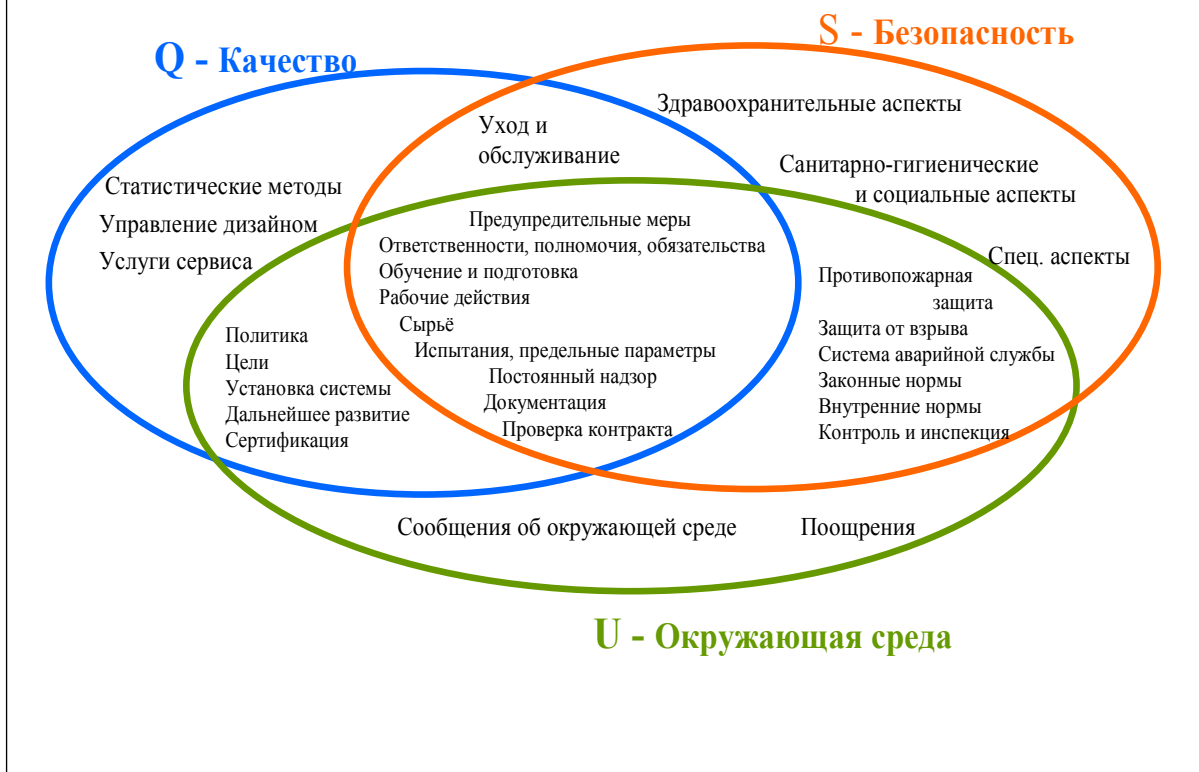 S - Безопасность
Q - Качество
Здравоохранительные аспекты
Уход и
обслуживание
Санитарно-гигиенические
и социальные аспекты
Статистические методы
Управление дизайном
Услуги сервиса
Предупредительные меры
Ответственности, полномочия, обязательства
Обучение и подготовка
Рабочие действия
Сырьё
Испытания, предельные параметры
Постоянный надзор
Документация
Проверка контракта
Спец. аспекты
Противопожарная
защита
Защита от взрыва
Система аварийной службы
Законные нормы
Внутренние нормы
Контроль и инспекция
Политика
Цели
Установка системы
Дальнейшее развитие
Сертификация
Сообщения об окружающей среде
Поощрения
U - Окружающая среда